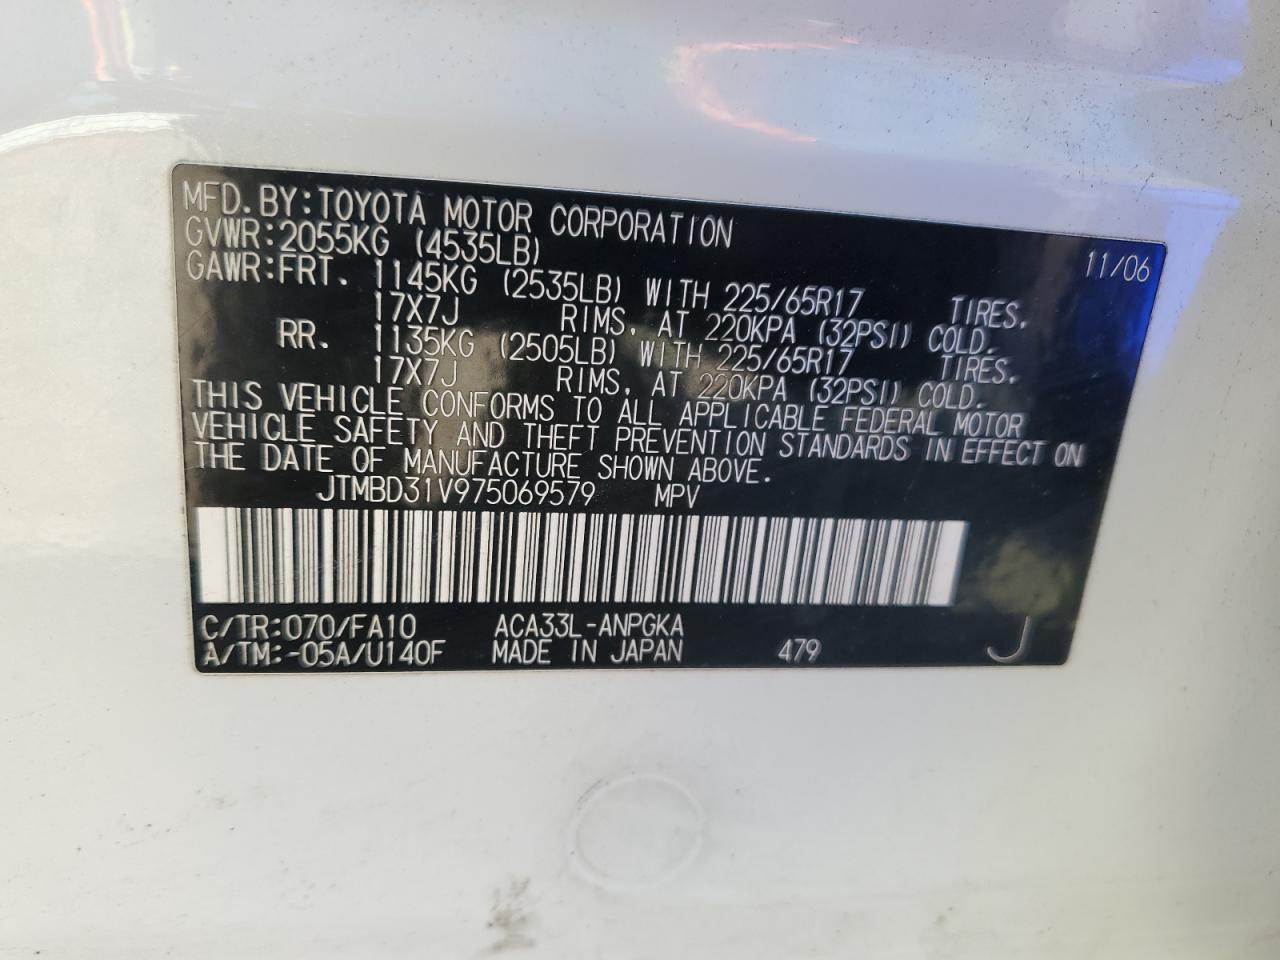 MFD. BY: TOYOTA MOTOR CORPORATION 11/06
GVWR: 2055KG (4535LB)
GAWR: FRT. 1145KG (2535LB) WITH 225/65R17 TIRES,
17X7J RIMS, AT 220KPA (32PSI) COLD.
RR. 1135KG (2505LB) WITH 225/65R17 TIRES,
17X7J RIMS, AT 220KPA (32PSI) COLD.
THIS VEHICLE CONFORMS TO ALL APPLICABLE FEDERAL MOTOR
VEHICLE SAFETY AND THEFT PREVENTION STANDARDS IN EFFECT ON
THE DATE OF MANUFACTURE SHOWN ABOVE.
JTMBD31V975069579 MPV
C/TR: 070/FA10 ACA33L-ANPGKA
A/TM: -05A/U140F MADE IN JAPAN 479 J